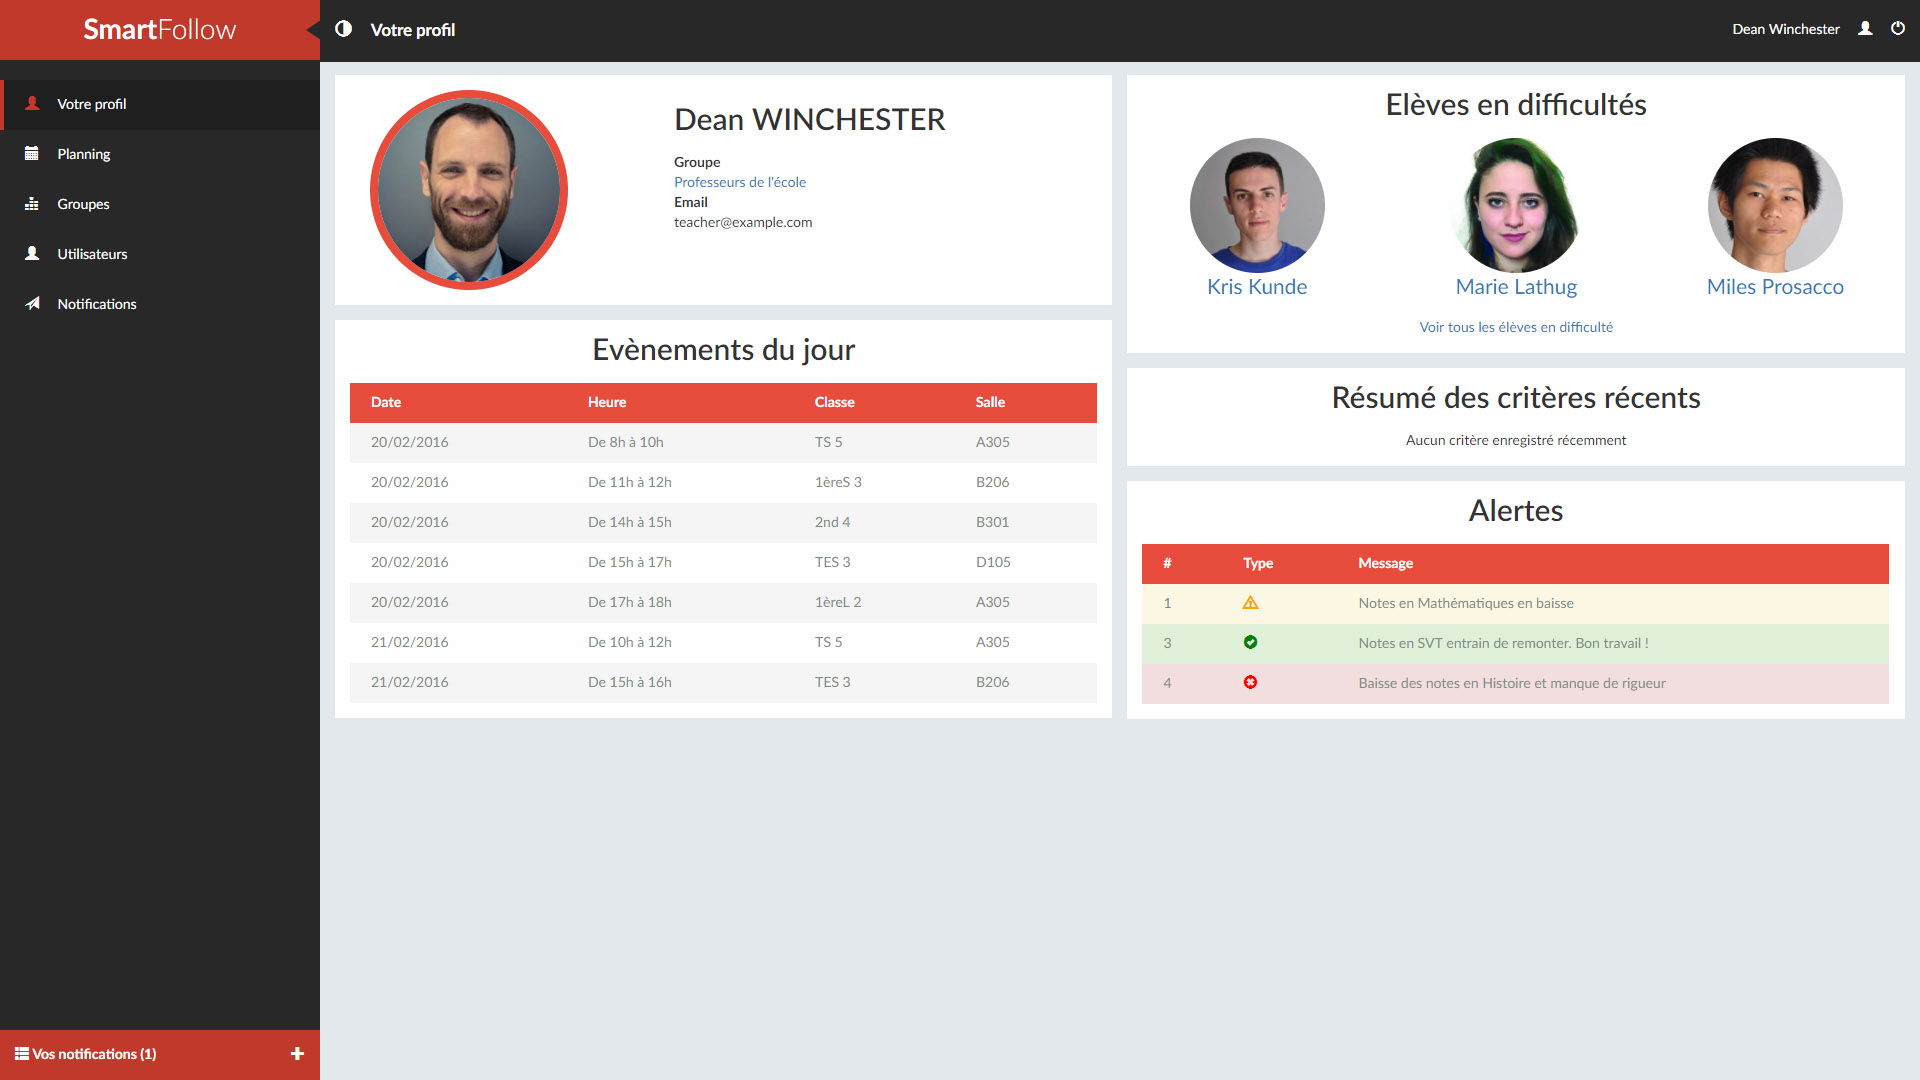 SmartFollow
Votre profil
Dean Winchester
Votre profil
Planning
Groupes
Utilisateurs
Notifications
Vos notifications (1)
Dean WINCHESTER
Groupe
Professeurs de l'école
Email
teacher@example.com
Evènements du jour
Date Heure Classe Salle
20/02/2016 De 8h à 10h TS 5 A305
20/02/2016 De 11h à 12h 1èreS 3 B206
20/02/2016 De 14h à 15h 2nd 4 B301
20/02/2016 De 15h à 17h TES 3 D105
20/02/2016 De 17h à 18h 1èreL 2 A305
21/02/2016 De 10h à 12h TS 5 A305
21/02/2016 De 15h à 16h TES 3 B206
Elèves en difficultés
Kris Kunde Marie Lathug Miles Prosacco
Voir tous les élèves en difficulté
Résumé des critères récents
Aucun critère enregistré récemment
Alertes
# Type Message
1 Notes en Mathématiques en baisse
3 Notes en SVT entrain de remonter. Bon travail !
4 Baisse des notes en Histoire et manque de rigueur